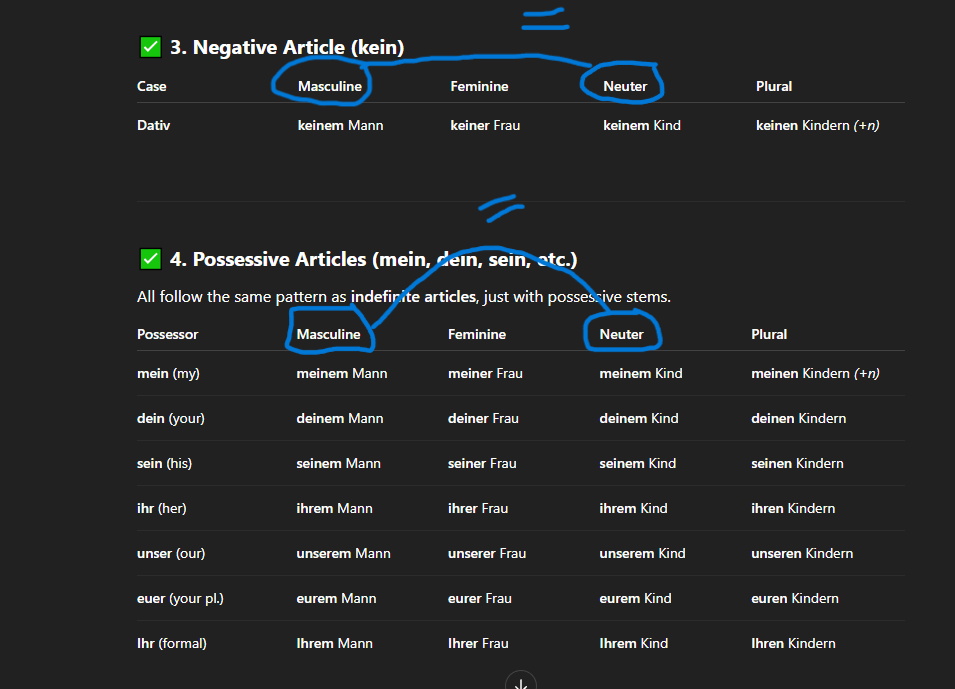 3. Negative Article (kein)
Case Masculine Feminine Neuter Plural
Dativ keinem Mann keiner Frau keinem Kind keinen Kindern (+n)
4. Possessive Articles (mein, dein, sein, etc.)
All follow the same pattern as indefinite articles, just with possessive stems.
Possessor Masculine Feminine Neuter Plural
mein (my) meinem Mann meiner Frau meinem Kind meinen Kindern (+n)
dein (your) deinem Mann deiner Frau deinem Kind deinen Kindern
sein (his) seinem Mann seiner Frau seinem Kind seinen Kindern
ihr (her) ihrem Mann ihrer Frau ihrem Kind ihren Kindern
unser (our) unserem Mann unserer Frau unserem Kind unseren Kindern
euer (your pl.) eurem Mann eurer Frau eurem Kind euren Kindern
Ihr (formal) Ihrem Mann Ihrer Frau Ihrem Kind Ihren Kindern